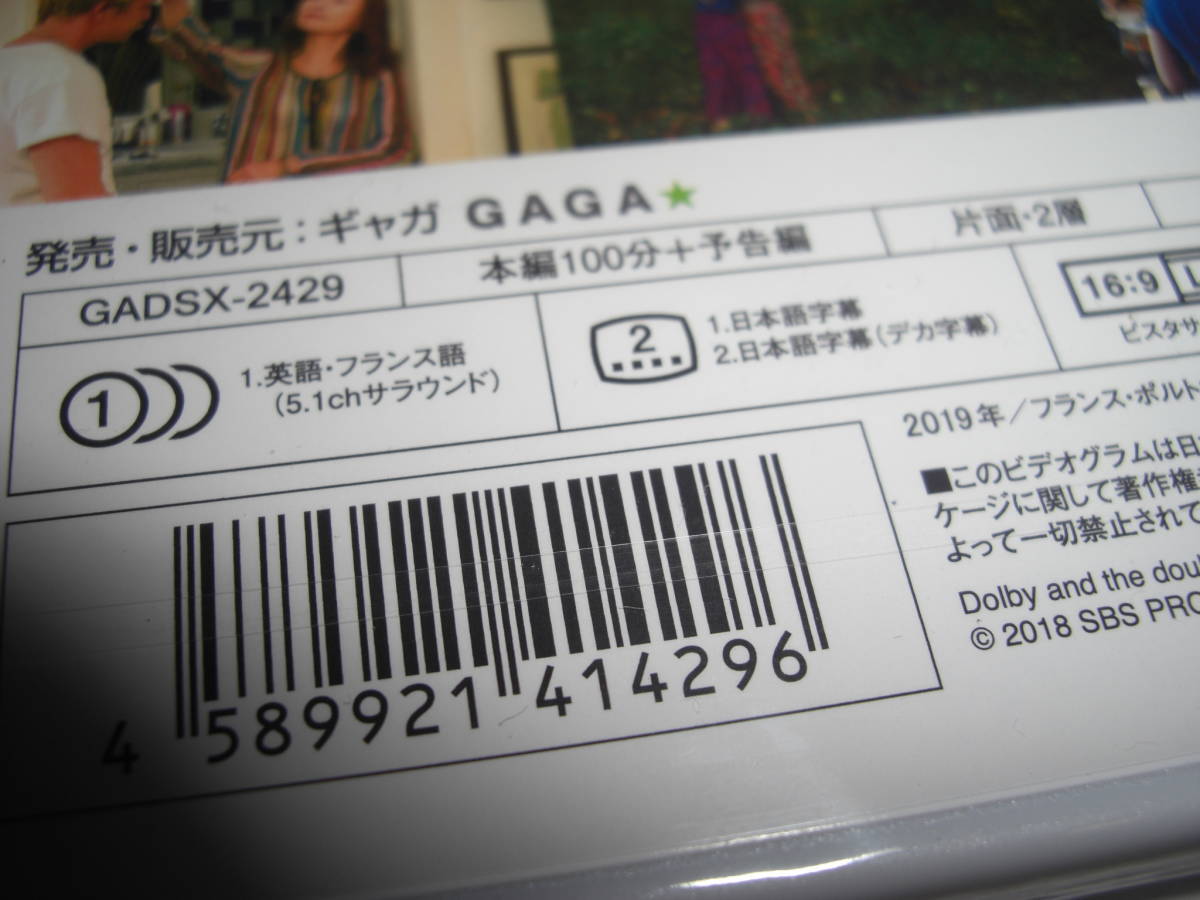 発売・販売元：ギャガ GAGA★
GADSX-2429
本編100分＋予告編
片面・2層
1
1.英語・フランス語
（5.1chサラウンド）
2
1.日本語字幕
2.日本語字幕（デカ字幕）
16:9
ビスタサ
2019年／フランス・ポルト
■このビデオグラムは日
ケージに関して著作権
よって一切禁止されて
Dolby and the dou
© 2018 SBS PRO
4 589921 414296